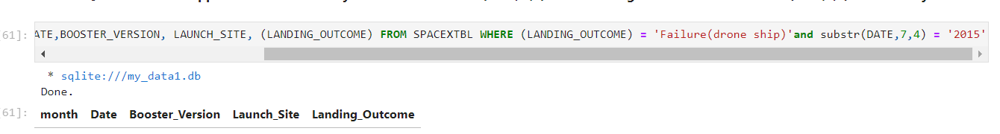 61]: ATE,BOOSTER_VERSION, LAUNCH_SITE, (LANDING_OUTCOME) FROM SPACEXTBL WHERE (LANDING_OUTCOME) = 'Failure(drone ship)'and substr(DATE,7,4) = '2015'
* sqlite:///my_data1.db
Done.
61]: month Date Booster_Version Launch_Site Landing_Outcome